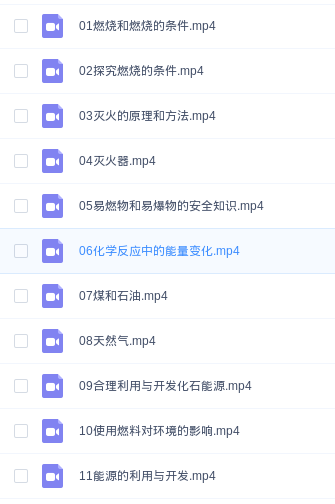 01燃烧和燃烧的条件.mp4
02探究燃烧的条件.mp4
03灭火的原理和方法.mp4
04灭火器.mp4
05易燃物和易爆物的安全知识.mp4
06化学反应中的能量变化.mp4
07煤和石油.mp4
08天然气.mp4
09合理利用与开发化石能源.mp4
10使用燃料对环境的影响.mp4
11能源的利用与开发.mp4